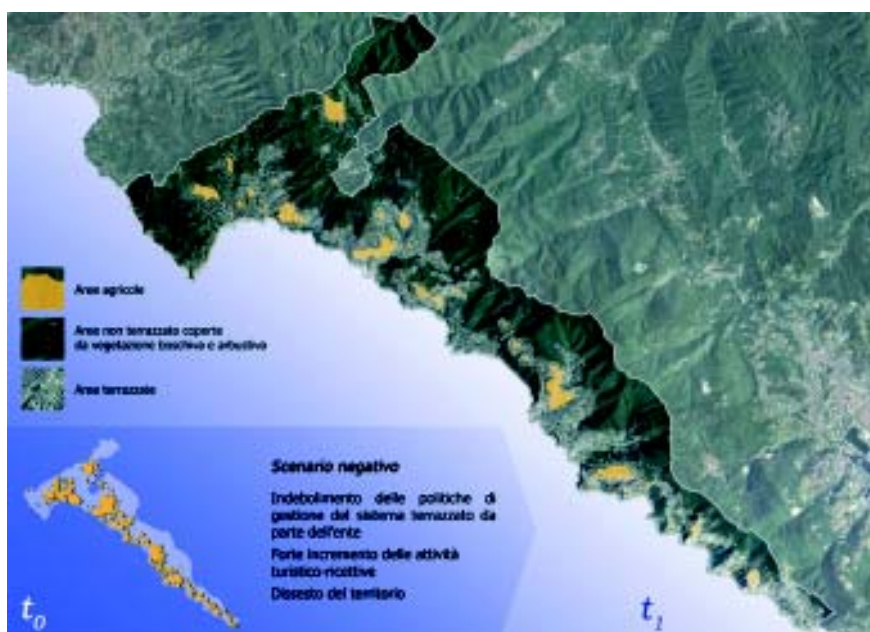 Aree agricole
Aree non terrazzate coperte
da vegetazione boschiva e arbustiva
Aree terrazzate
Scenario negativo
Indebolimento delle politiche di
gestione del sistema terrazzato da
parte dell'ente
Forte incremento delle attività
turistico-ricettive
Dissesto del territorio
t0
t1